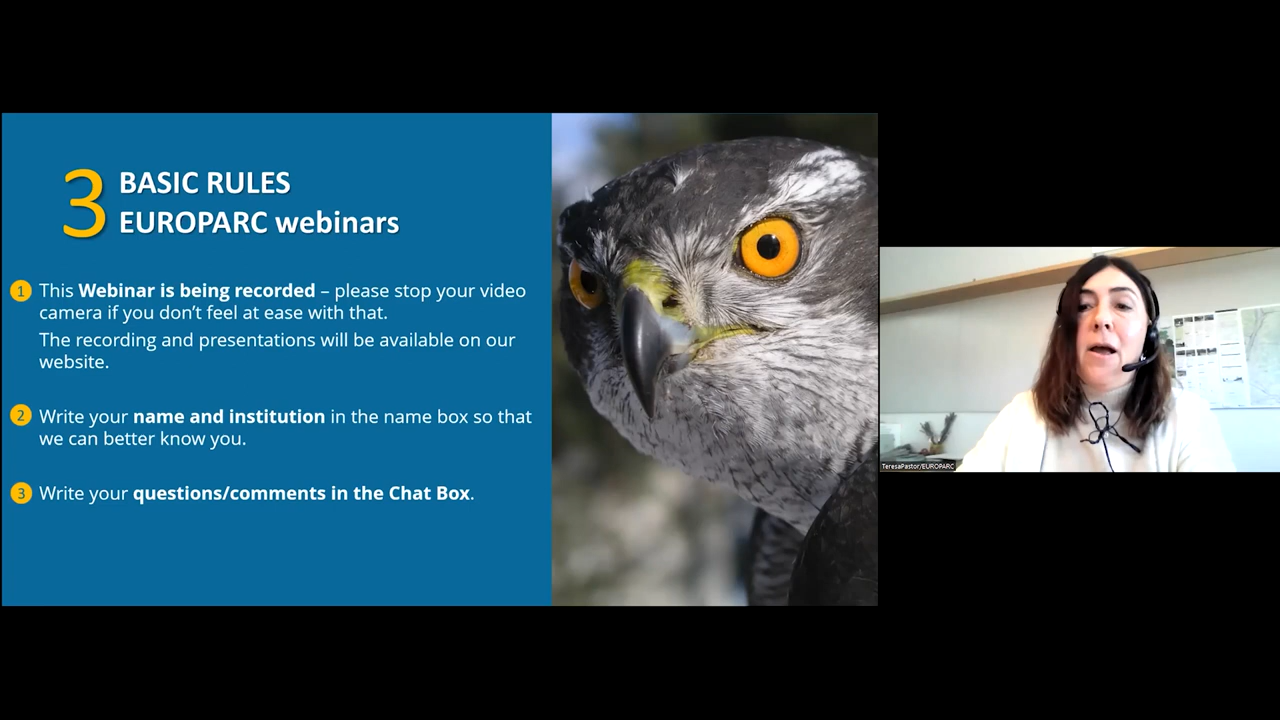 3
BASIC RULES
EUROPARC webinars
1 This Webinar is being recorded – please stop your video
camera if you don’t feel at ease with that.
The recording and presentations will be available on our
website.
2 Write your name and institution in the name box so that
we can better know you.
3 Write your questions/comments in the Chat Box.
TeresaPastor/EUROPARC